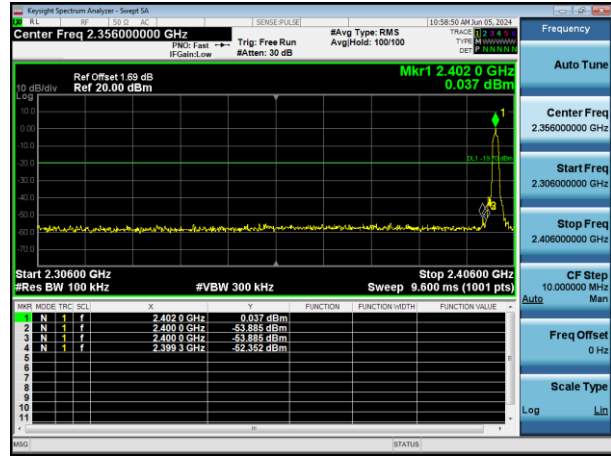 Keysight Spectrum Analyzer - Swept SA
RL RF 50 Ω AC SENSE:PULSE 10:58:50 AM Jun 05, 2024
Center Freq 2.356000000 GHz
PNO: Fast
IFGain:Low
Trig: Free Run
#Atten: 30 dB
#Avg Type: RMS
Avg|Hold: 100/100
TRACE 1 2 3 4 5 6
TYPE M
DET P N N N N N
Frequency
Mkr1 2.402 0 GHz
0.037 dBm
Ref Offset 1.69 dB
Ref 20.00 dBm
10 dB/div
Log
10.0
0.00
-10.0
-20.0
-30.0
-40.0
-50.0
-60.0
-70.0
1
DL1 -19.70 dBm
3
Start 2.30600 GHz
#Res BW 100 kHz
#VBW 300 kHz
Stop 2.40600 GHz
Sweep 9.600 ms (1001 pts)
MKR MODE TRC SCL X Y FUNCTION FUNCTION WIDTH FUNCTION VALUE
1 N 1 f 2.402 0 GHz 0.037 dBm
2 N 1 f 2.400 0 GHz -53.885 dBm
3 N 1 f 2.400 0 GHz -53.885 dBm
4 N 1 f 2.399 3 GHz -52.352 dBm
5
6
7
8
9
10
11
MSG
STATUS
Auto Tune
Center Freq
2.356000000 GHz
Start Freq
2.306000000 GHz
Stop Freq
2.406000000 GHz
CF Step
10.000000 MHz
Auto Man
Freq Offset
0 Hz
Scale Type
Log Lin